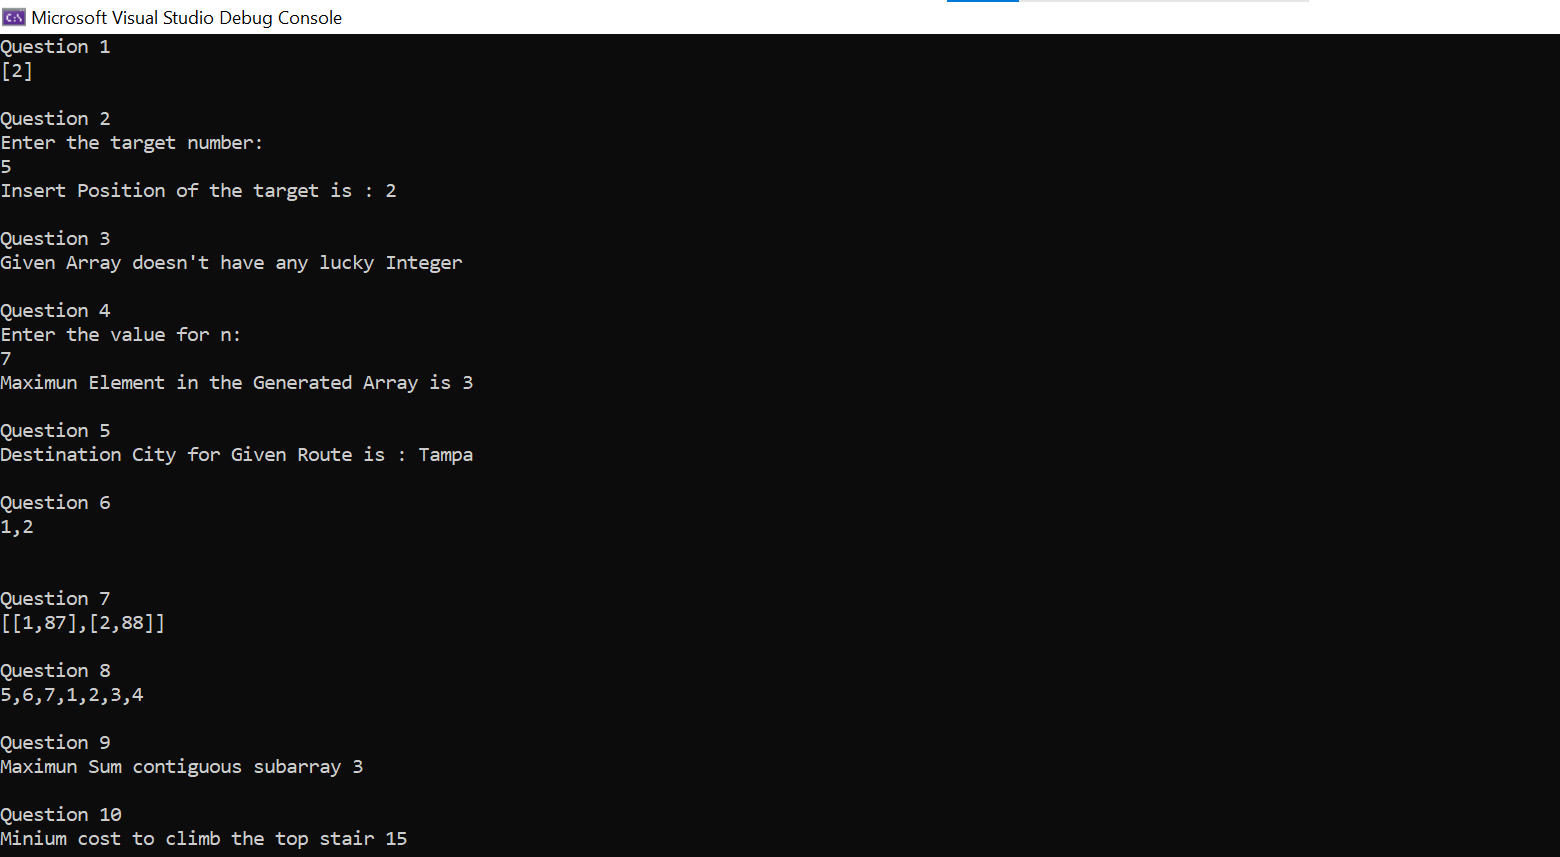 Microsoft Visual Studio Debug Console
Question 1
[2]
Question 2
Enter the target number:
5
Insert Position of the target is : 2
Question 3
Given Array doesn't have any lucky Integer
Question 4
Enter the value for n:
7
Maximun Element in the Generated Array is 3
Question 5
Destination City for Given Route is : Tampa
Question 6
1,2
Question 7
[[1,87],[2,88]]
Question 8
5,6,7,1,2,3,4
Question 9
Maximun Sum contiguous subarray 3
Question 10
Minium cost to climb the top stair 15